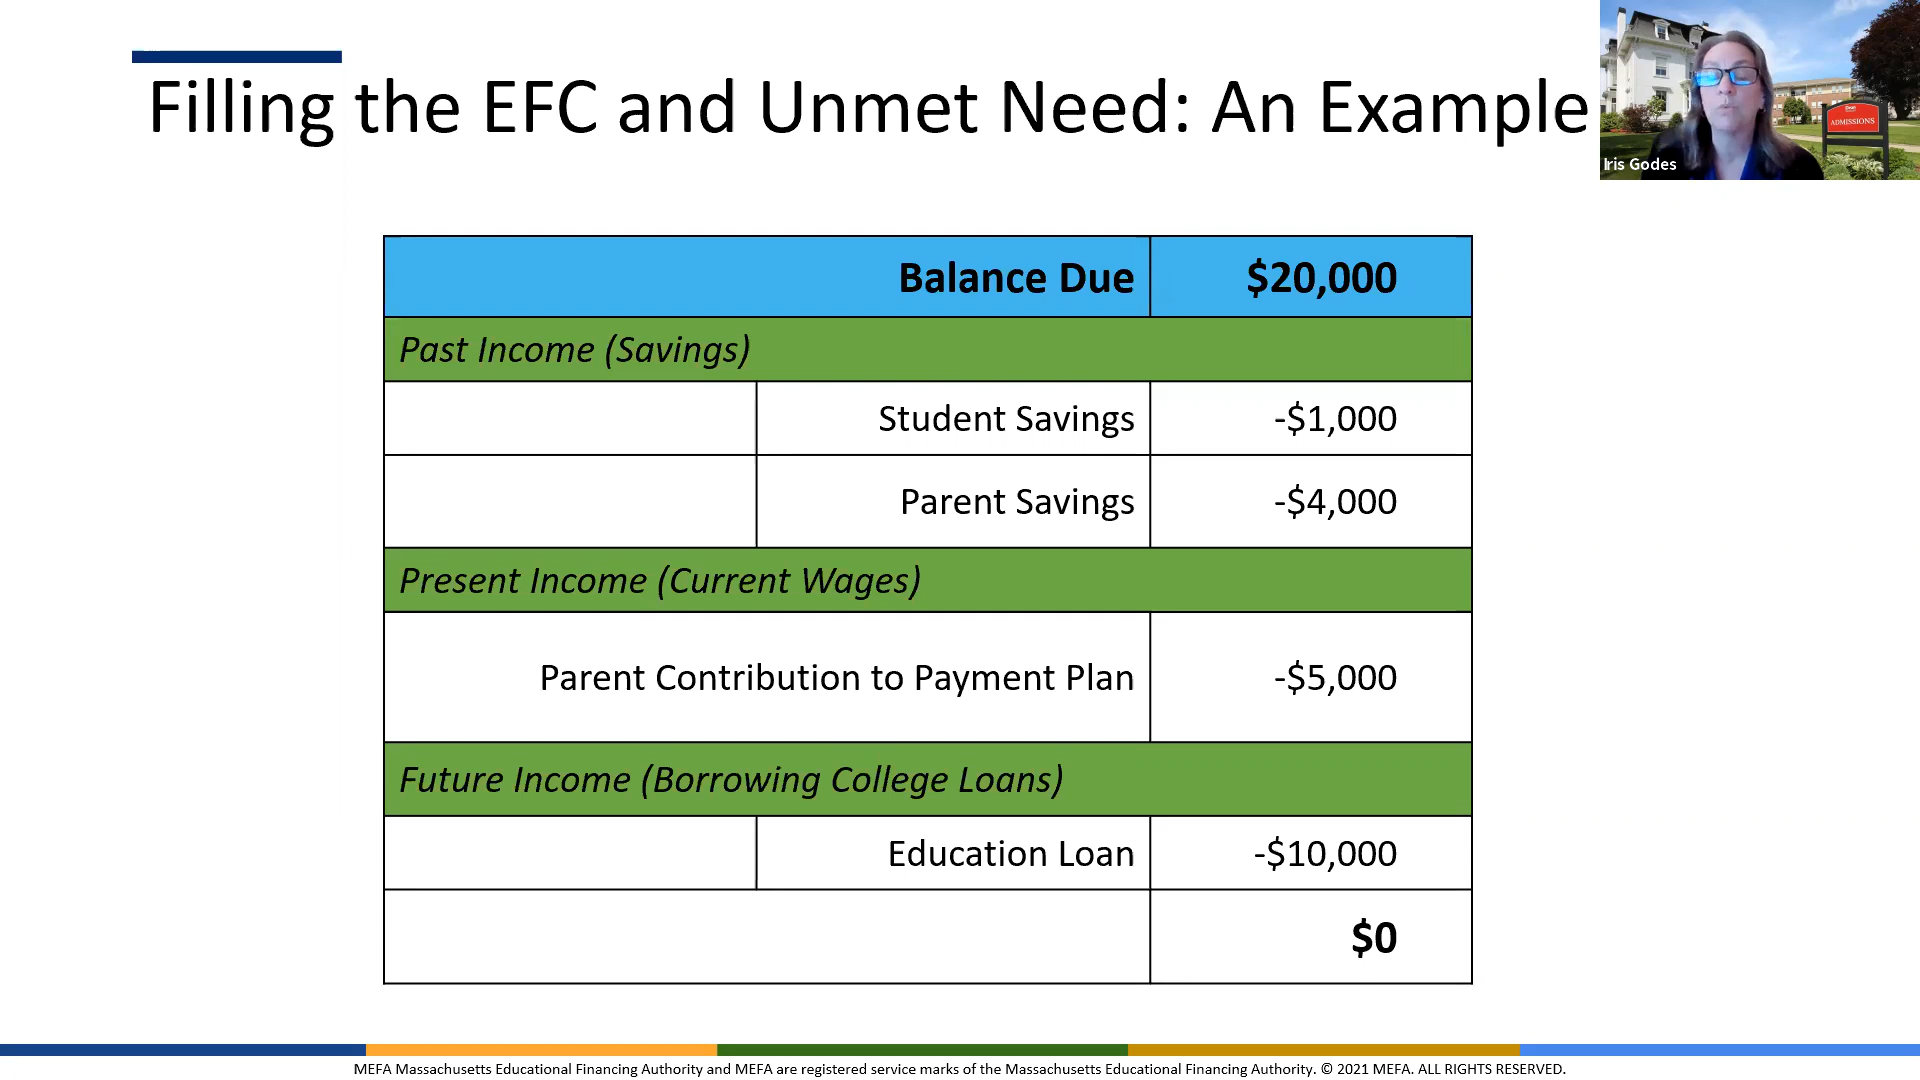 Filling the EFC and Unmet Need: An Example
ADMISSIONS
Iris Godes
Balance Due $20,000
Past Income (Savings)
Student Savings -$1,000
Parent Savings -$4,000
Present Income (Current Wages)
Parent Contribution to Payment Plan -$5,000
Future Income (Borrowing College Loans)
Education Loan -$10,000
$0
MEFA Massachusetts Educational Financing Authority and MEFA are registered service marks of the Massachusetts Educational Financing Authority. © 2021 MEFA. ALL RIGHTS RESERVED.